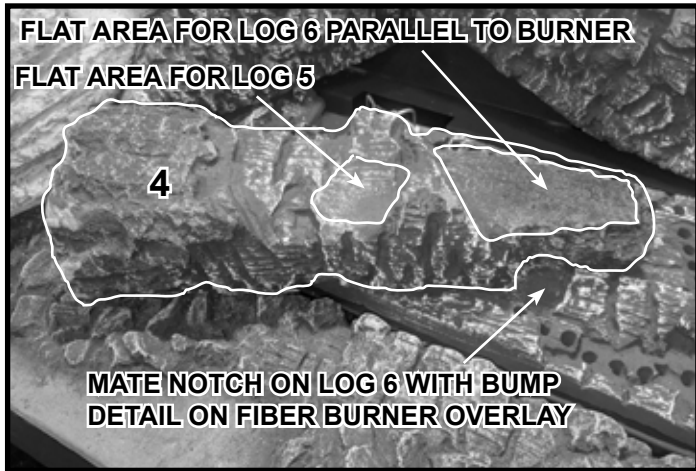 FLAT AREA FOR LOG 6 PARALLEL TO BURNER
FLAT AREA FOR LOG 5
4
MATE NOTCH ON LOG 6 WITH BUMP
DETAIL ON FIBER BURNER OVERLAY